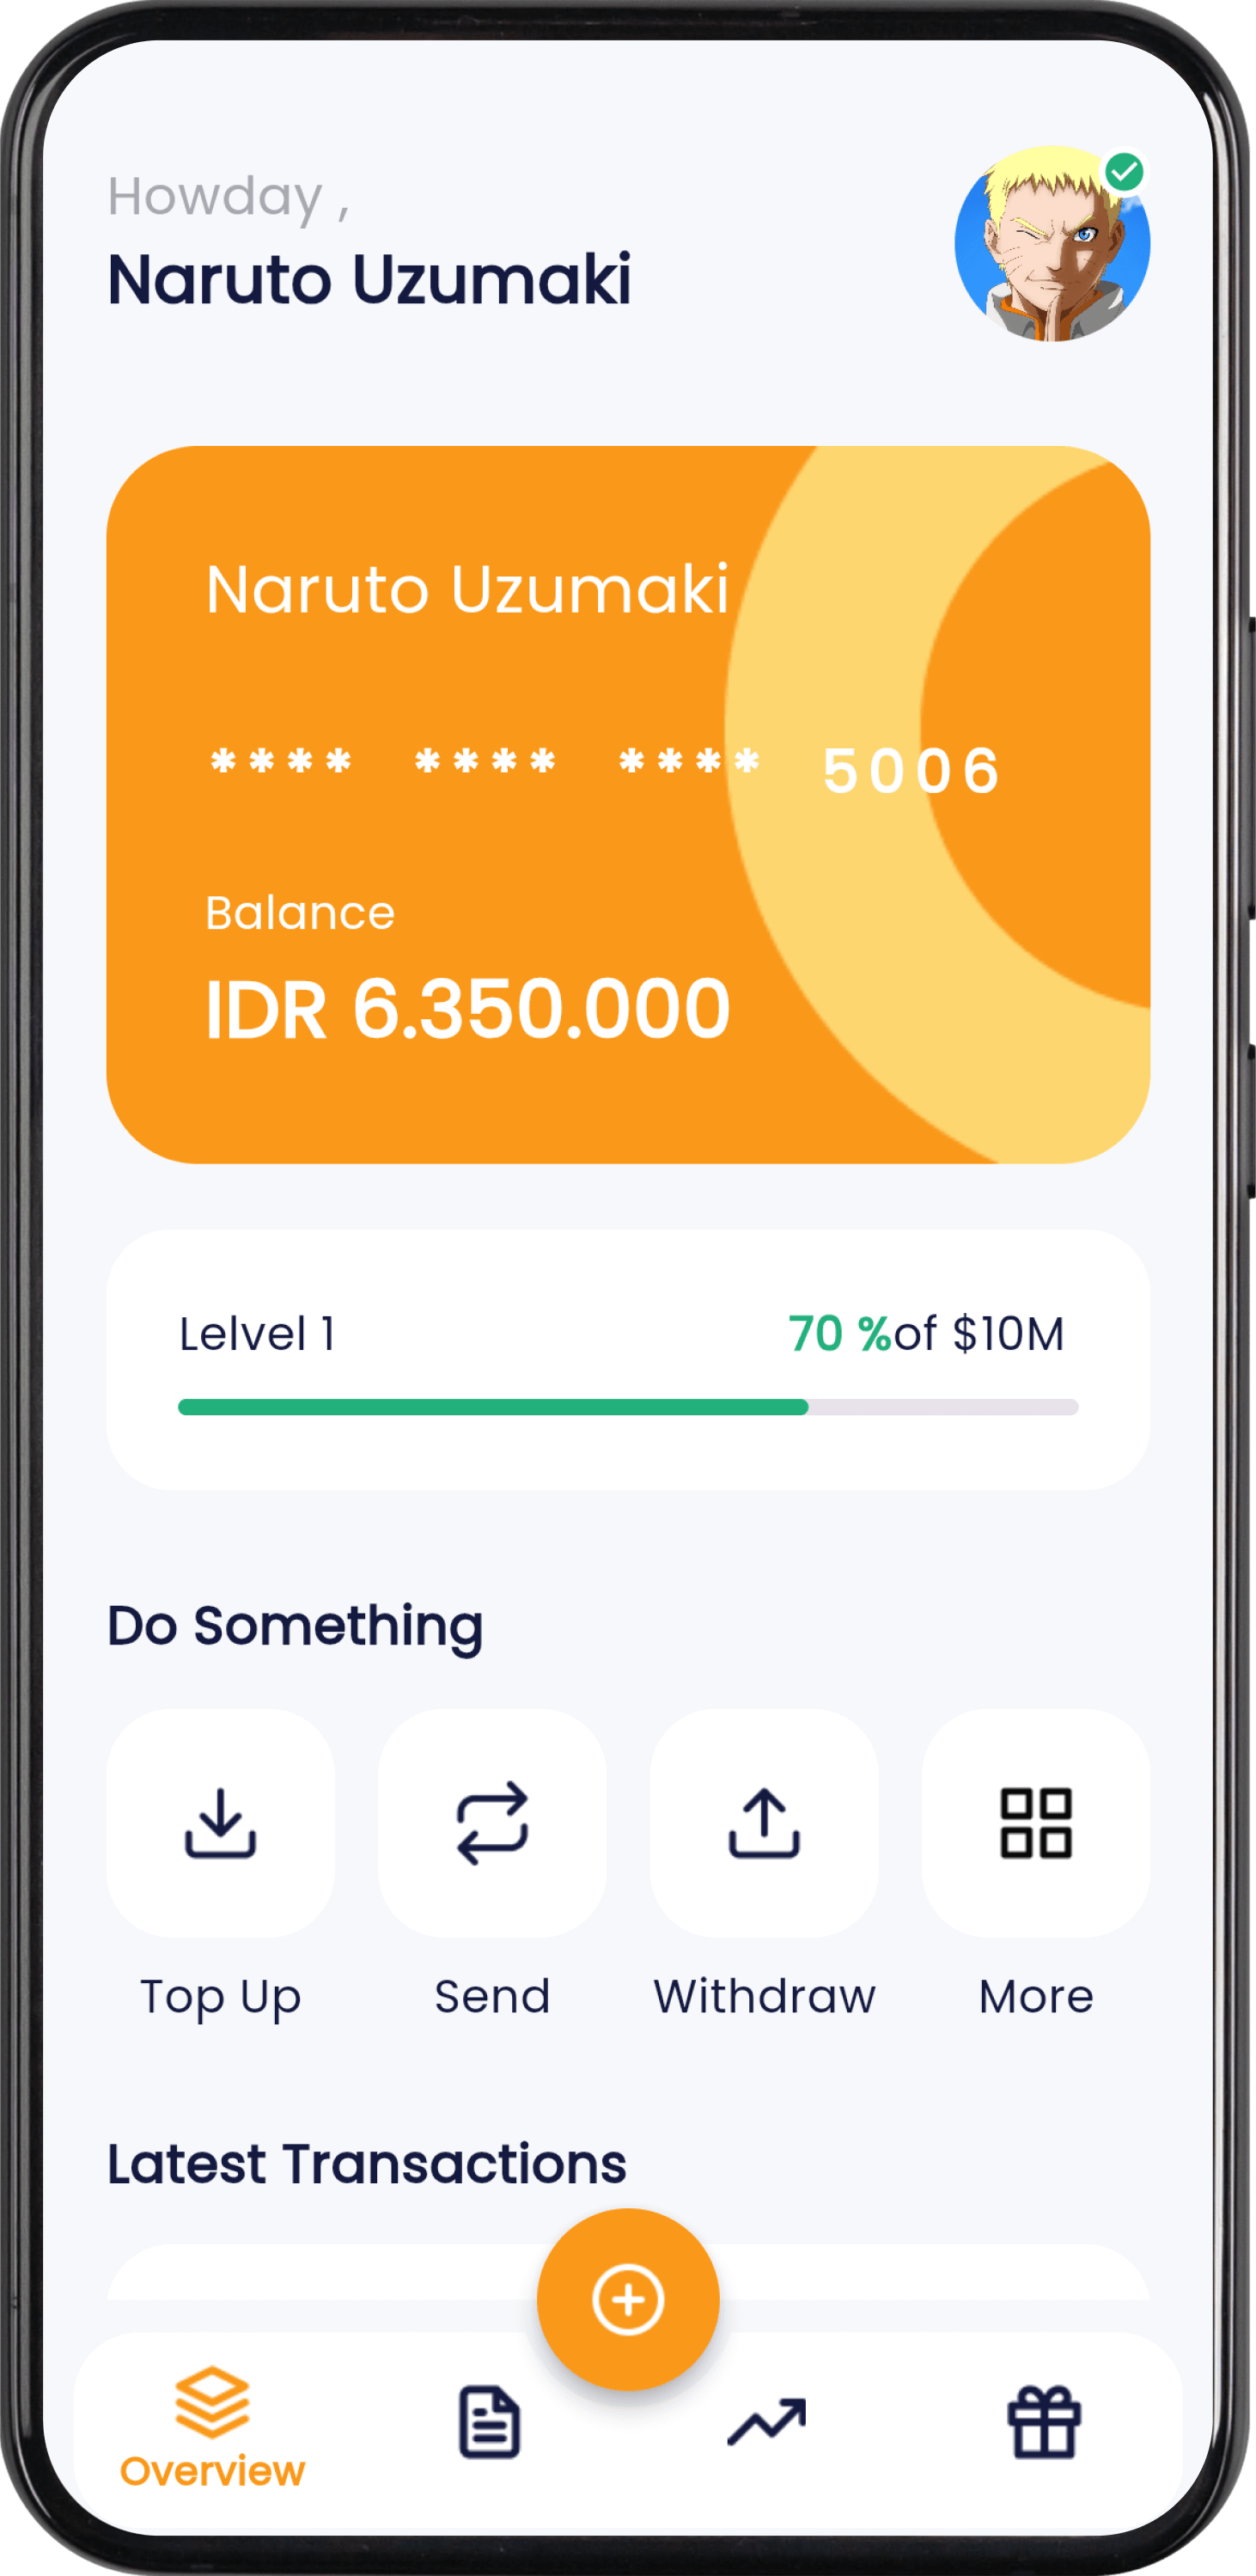 Howday ,
Naruto Uzumaki
Naruto Uzumaki
**** **** **** 5006
Balance
IDR 6.350.000
Lelvel 1 70 %of $10M
Do Something
Top Up Send Withdraw More
Latest Transactions
Overview